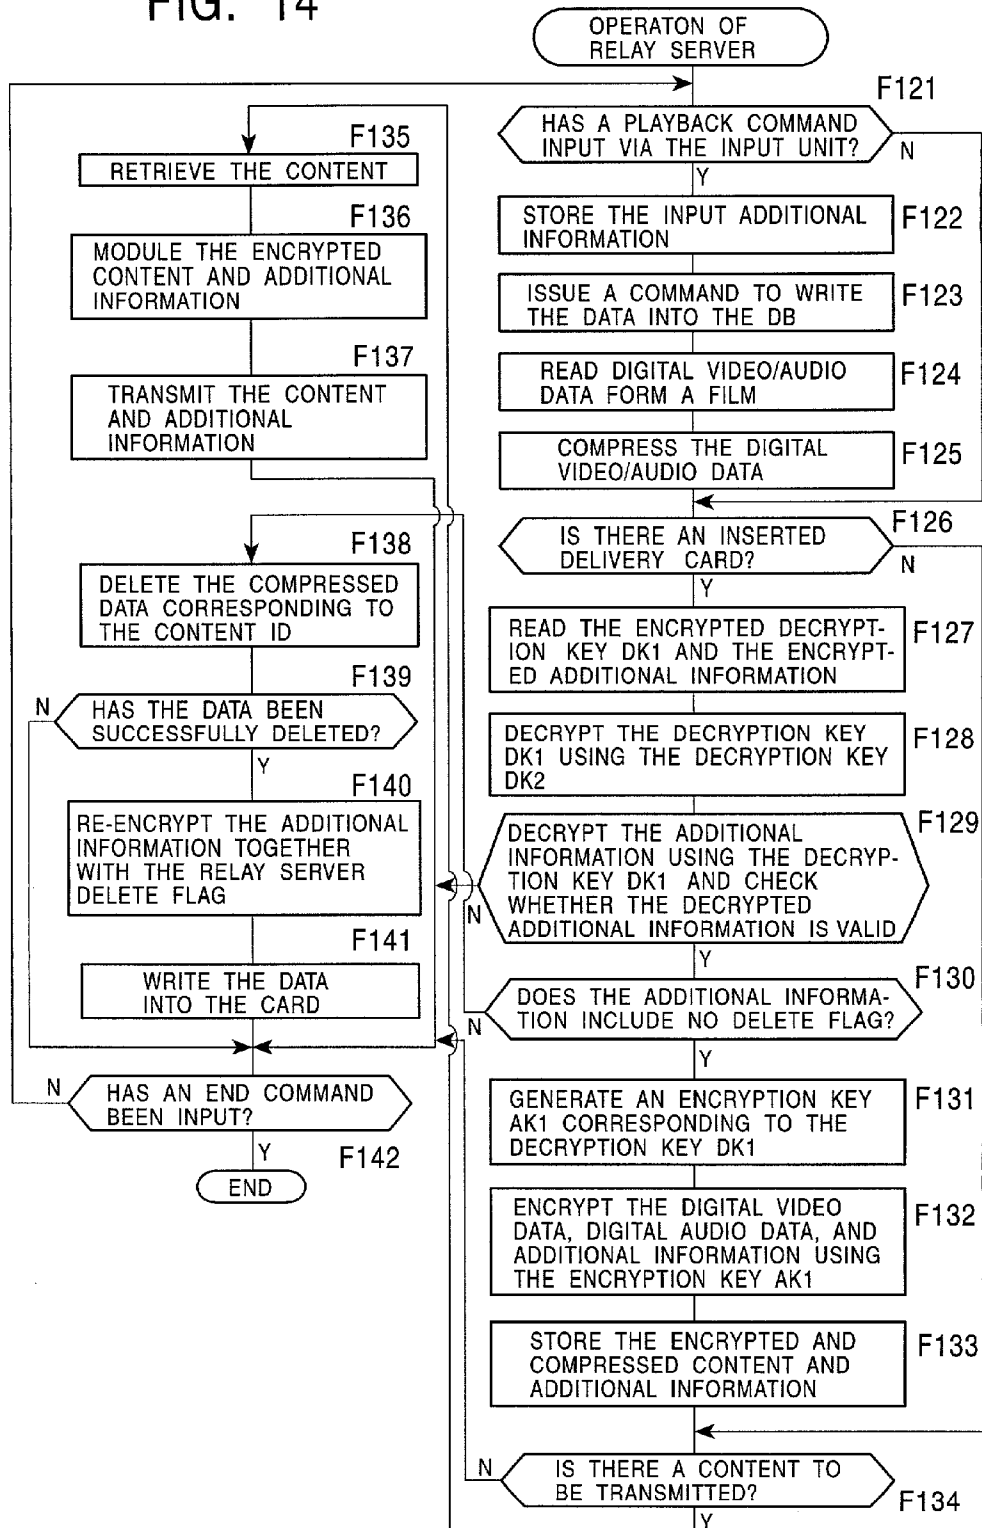 FIG. 14
OPERATON OF
RELAY SERVER
F121
HAS A PLAYBACK COMMAND
INPUT VIA THE INPUT UNIT?
N
Y
F122
STORE THE INPUT ADDITIONAL
INFORMATION
F123
ISSUE A COMMAND TO WRITE
THE DATA INTO THE DB
F124
READ DIGITAL VIDEO/AUDIO
DATA FORM A FILM
F125
COMPRESS THE DIGITAL
VIDEO/AUDIO DATA
F126
IS THERE AN INSERTED
DELIVERY CARD?
N
Y
F127
READ THE ENCRYPTED DECRYPT-
ION KEY DK1 AND THE ENCRYPT-
ED ADDITIONAL INFORMATION
F128
DECRYPT THE DECRYPTION KEY
DK1 USING THE DECRYPTION KEY
DK2
F129
DECRYPT THE ADDITIONAL
INFORMATION USING THE DECRYP-
TION KEY DK1 AND CHECK
WHETHER THE DECRYPTED
ADDITIONAL INFORMATION IS VALID
N
Y
F130
DOES THE ADDITIONAL INFORMA-
TION INCLUDE NO DELETE FLAG?
N
Y
F131
GENERATE AN ENCRYPTION KEY
AK1 CORRESPONDING TO THE
DECRYPTION KEY DK1
F132
ENCRYPT THE DIGITAL VIDEO
DATA, DIGITAL AUDIO DATA, AND
ADDITIONAL INFORMATION USING
THE ENCRYPTION KEY AK1
F133
STORE THE ENCRYPTED AND
COMPRESSED CONTENT AND
ADDITIONAL INFORMATION
N
IS THERE A CONTENT TO
BE TRANSMITTED?
F134
Y
F135
RETRIEVE THE CONTENT
F136
MODULE THE ENCRYPTED
CONTENT AND ADDITIONAL
INFORMATION
F137
TRANSMIT THE CONTENT
AND ADDITIONAL
INFORMATION
F138
DELETE THE COMPRESSED
DATA CORRESPONDING TO
THE CONTENT ID
F139
N
HAS THE DATA BEEN
SUCCESSFULLY DELETED?
Y
F140
RE-ENCRYPT THE ADDITIONAL
INFORMATION TOGETHER
WITH THE RELAY SERVER
DELETE FLAG
F141
WRITE THE DATA
INTO THE CARD
N
HAS AN END COMMAND
BEEN INPUT?
Y
F142
END